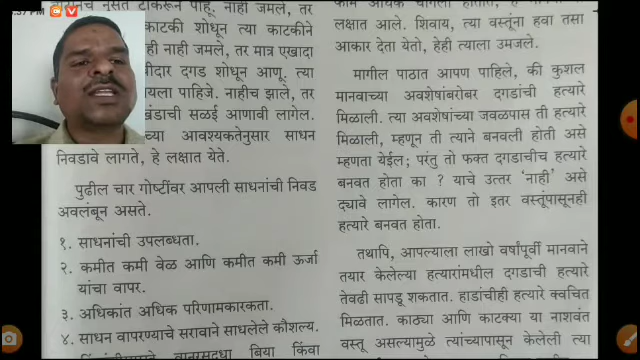 नुसतं टाकरून पाहू. नाही जमले, तर
काटकी शोधून त्या काटकीने
ही नाही जमले, तर मात्र एखादा
दगड शोधून आणू. त्या
पाहिजे. नाहीच झाले, तर
सळई आणावी लागेल.
च्या आवश्यकतेनुसार साधन
निवडावे लागते, हे लक्षात येते.
पुढील चार गोष्टींवर आपली साधनांची निवड
अवलंबून असते.
१. साधनांची उपलब्धता.
२. कमीत कमी वेळ आणि कमीत कमी ऊर्जा
यांचा वापर.
३. अधिकांत अधिक परिणामकारकता.
४. साधन वापरण्याचे सरावाने साधलेले कौशल्य.
बिया किंवा
लक्षात आले. शिवाय, त्या वस्तूंना हवा तसा
आकार देता येतो, हेही त्याला उमजले.
मागील पाठात आपण पाहिले, की कुशल
मानवाच्या अवशेषांबरोबर दगडांची हत्यारे
मिळाली. त्या अवशेषांच्या जवळपास ती हत्यारे
मिळाली, म्हणून ती त्याने बनवली होती असे
म्हणता येईल; परंतु तो फक्त दगडाचीच हत्यारे
बनवत होता का ? याचे उत्तर ‘नाही’ असे
द्यावे लागेल. कारण तो इतर वस्तूंपासूनही
हत्यारे बनवत होता.
तथापि, आपल्याला लाखो वर्षांपूर्वी मानवाने
तयार केलेल्या हत्यारांमधील दगडाची हत्यारे
तेवढी सापडू शकतात. हाडांचीही हत्यारे क्वचित
मिळतात. काठ्या आणि काटक्या या नाशवंत
वस्तू असल्यामुळे त्यांच्यापासून केलेली त्या